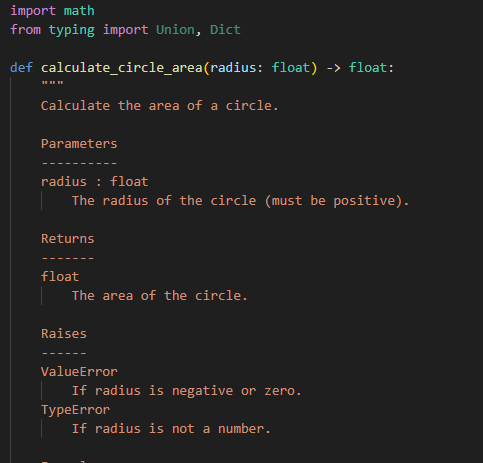 import math
from typing import Union, Dict

def calculate_circle_area(radius: float) -> float:
    """
    Calculate the area of a circle.

    Parameters
    ----------
    radius : float
        The radius of the circle (must be positive).

    Returns
    -------
    float
        The area of the circle.

    Raises
    ------
    ValueError
        If radius is negative or zero.
    TypeError
        If radius is not a number.